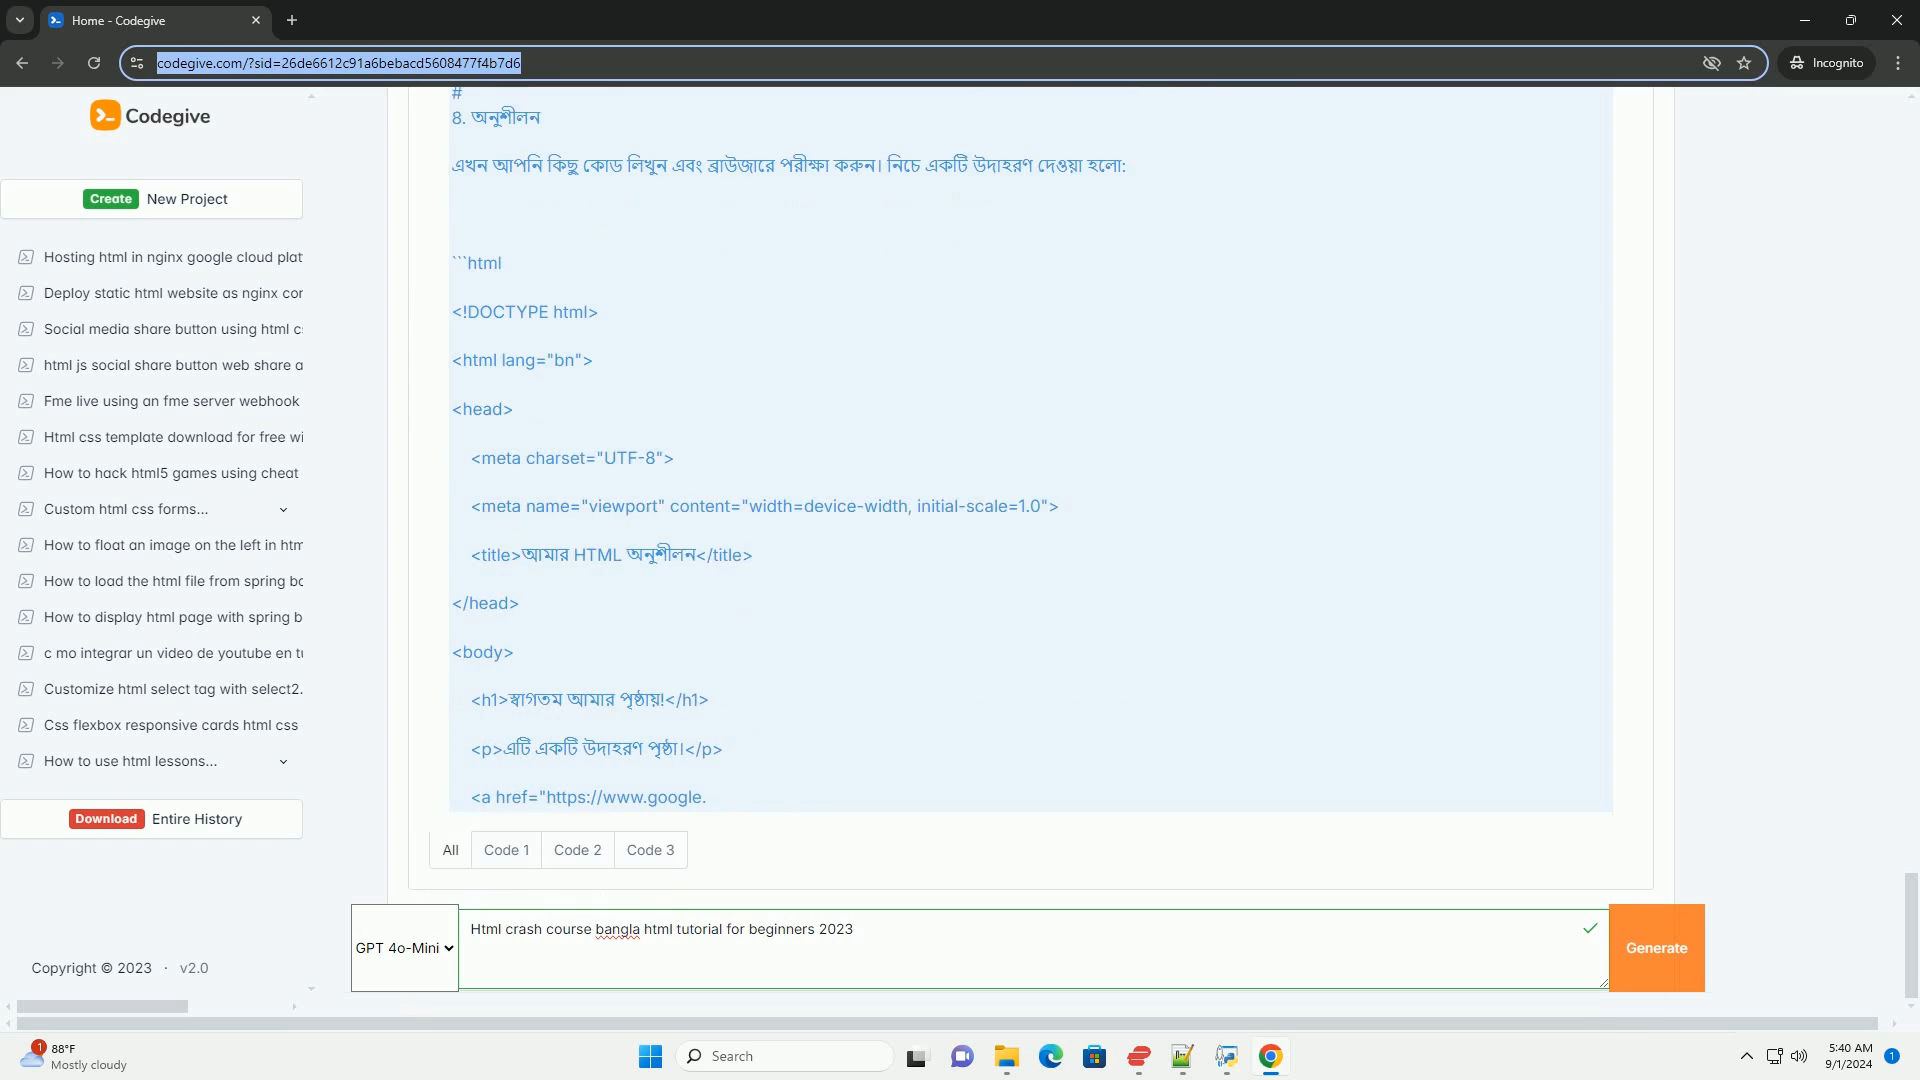 Home - Codegive
codegive.com/?sid=26de6612c91a6bebacd5608477f4b7d6
Incognito
Codegive
Create New Project
Hosting html in nginx google cloud plat
Deploy static html website as nginx cor
Social media share button using html c
html js social share button web share a
Fme live using an fme server webhook
Html css template download for free wi
How to hack html5 games using cheat
Custom html css forms...
How to float an image on the left in htm
How to load the html file from spring bo
How to display html page with spring b
c mo integrar un video de youtube en tu
Customize html select tag with select2.
Css flexbox responsive cards html css
How to use html lessons...
Download Entire History
Copyright © 2023 · v2.0
#
8. অনুশীলন
এখন আপনি কিছু কোড লিখুন এবং ব্রাউজারে পরীক্ষা করুন। নিচে একটি উদাহরণ দেওয়া হলো:
```html
<!DOCTYPE html>
<html lang="bn">
<head>
<meta charset="UTF-8">
<meta name="viewport" content="width=device-width, initial-scale=1.0">
<title>আমার HTML অনুশীলন</title>
</head>
<body>
<h1>স্বাগতম আমার পৃষ্ঠায়!</h1>
<p>এটি একটি উদাহরণ পৃষ্ঠা।</p>
<a href="https://www.google.
All Code 1 Code 2 Code 3
GPT 4o-Mini
Html crash course bangla html tutorial for beginners 2023
Generate
1
88°F
Mostly cloudy
Search
5:40 AM
9/1/2024
1